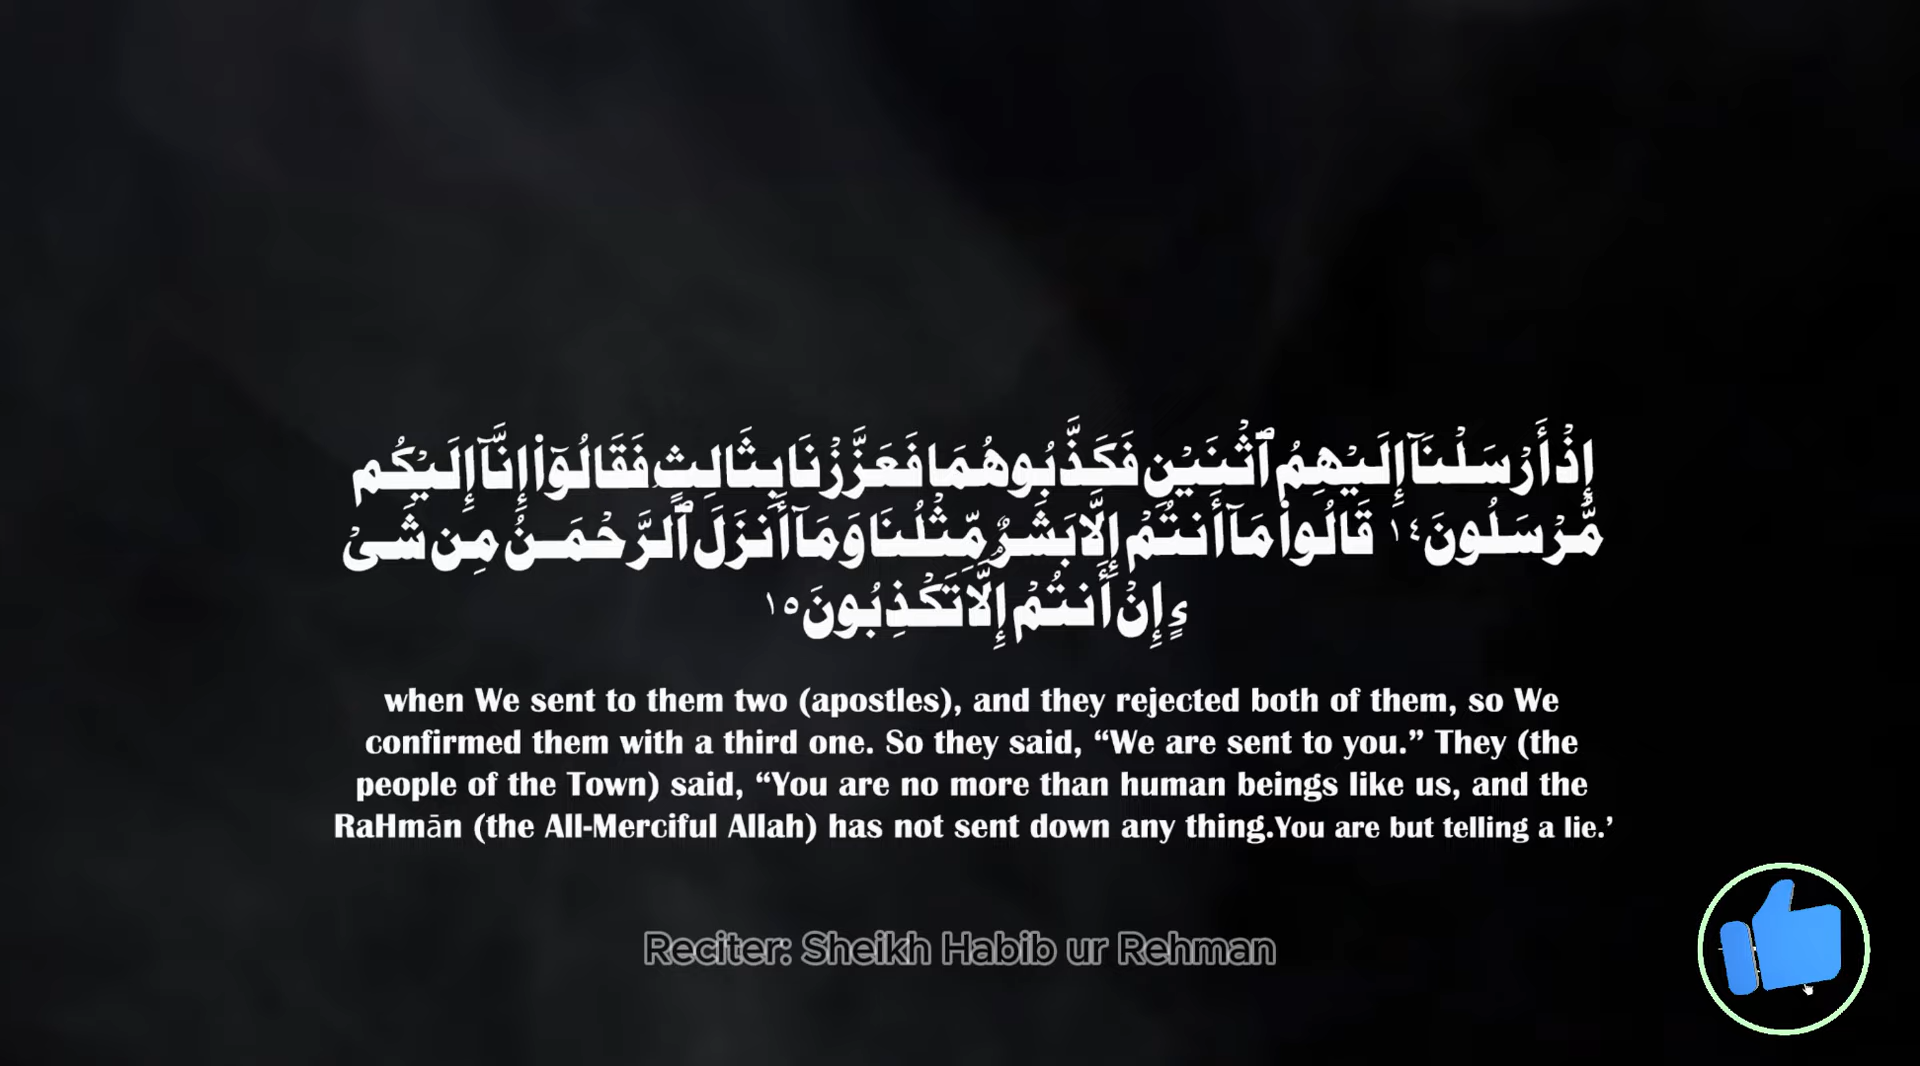 إِذْ أَرْسَلْنَآ إِلَيْهِمُ ٱثْنَيْنِ فَكَذَّبُوهُمَا فَعَزَّزْنَا بِثَالِثٍ فَقَالُوٓا۟ إِنَّآ إِلَيْكُم
مُّرْسَلُونَ ١٤ قَالُوا۟ مَآ أَنتُمْ إِلَّا بَشَرٌ مِّثْلُنَا وَمَآ أَنزَلَ ٱلرَّحْمَـٰنُ مِن شَىْ
ءٍ إِنْ أَنتُمْ إِلَّا تَكْذِبُونَ ١٥
when We sent to them two (apostles), and they rejected both of them, so We
confirmed them with a third one. So they said, “We are sent to you.” They (the
people of the Town) said, “You are no more than human beings like us, and the
RaHmān (the All-Merciful Allah) has not sent down any thing.You are but telling a lie.’
Reciter: Sheikh Habib ur Rehman